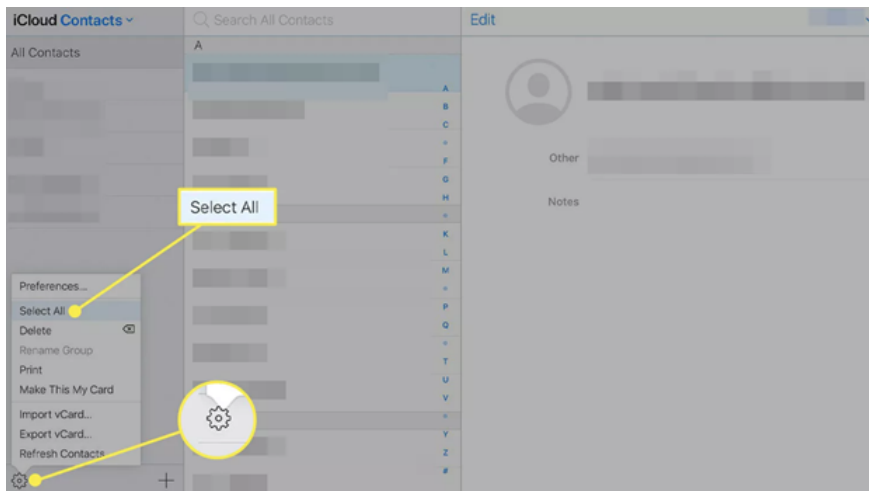 iCloud Contacts
Search All Contacts
Edit
All Contacts
A
A
B
C
F
G
H
K
L
M
P
Q
T
U
V
Y
Z
#
Other
Notes
Select All
Preferences...
Select All
Delete
Rename Group
Print
Make This My Card
Import vCard...
Export vCard...
Refresh Contacts